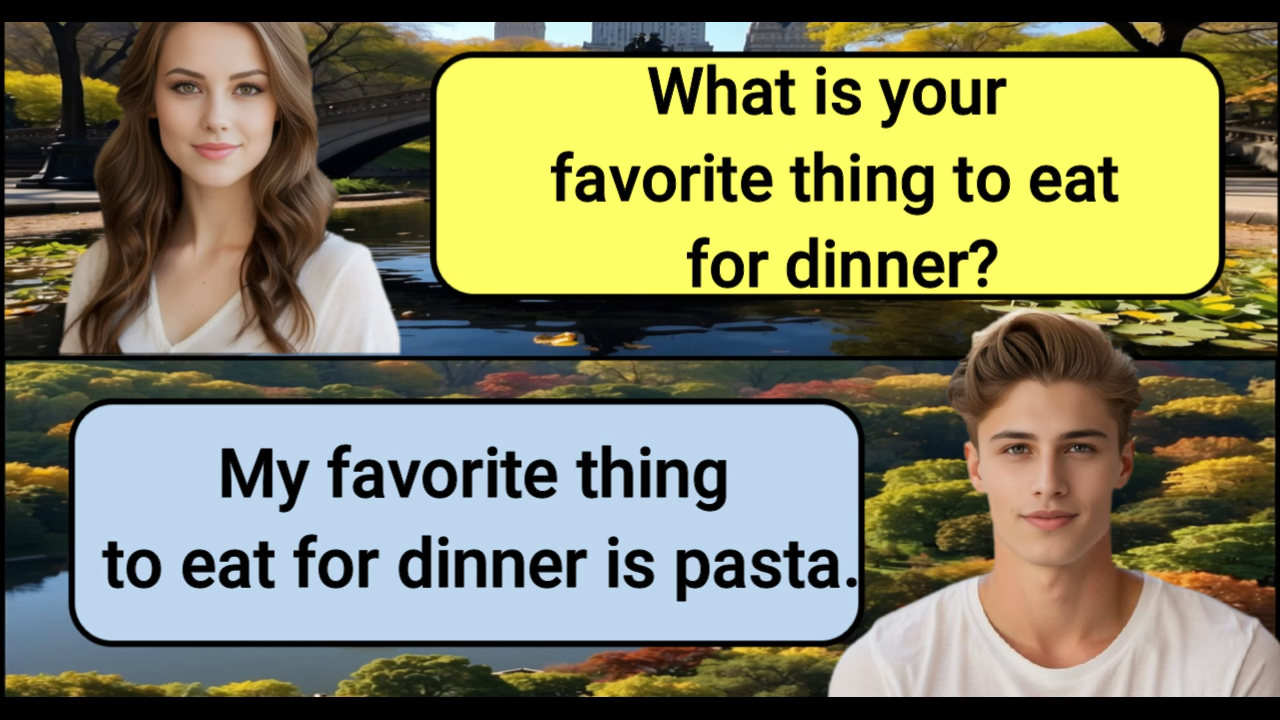 What is your
favorite thing to eat
for dinner?
My favorite thing
to eat for dinner is pasta.